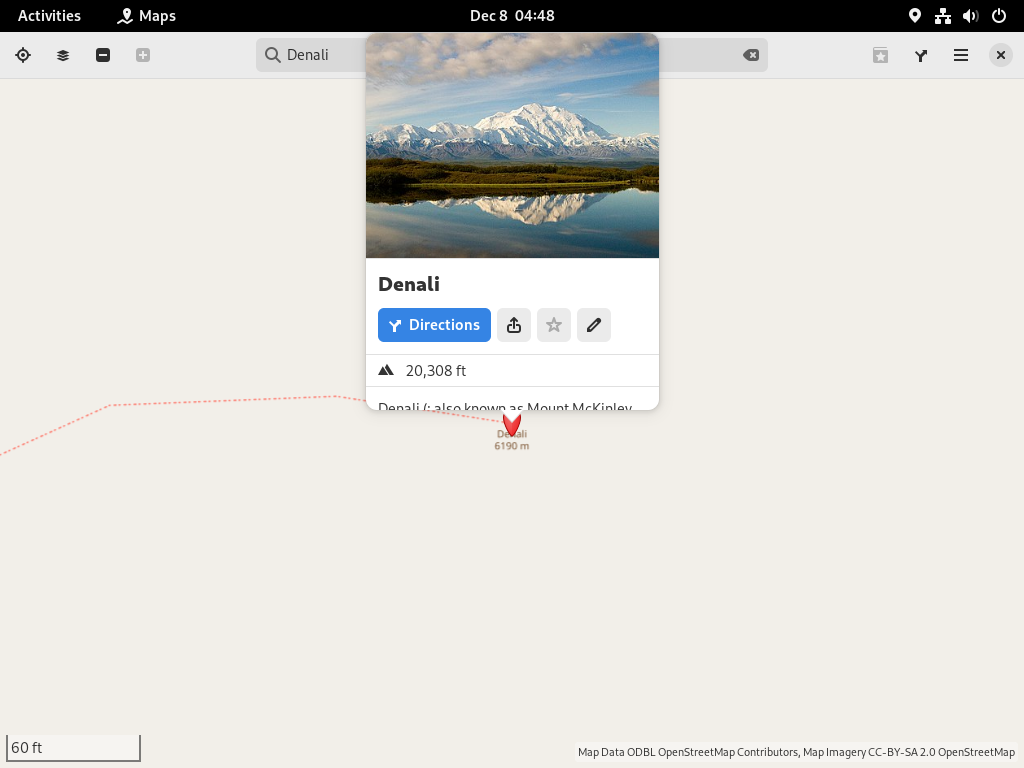 Activities
Maps
Dec 8 04:48
Denali
Denali
Directions
20,308 ft
Denali (; also known as Mount McKinley,
Denali
6190 m
60 ft
Map Data ODBL OpenStreetMap Contributors, Map Imagery CC-BY-SA 2.0 OpenStreetMap